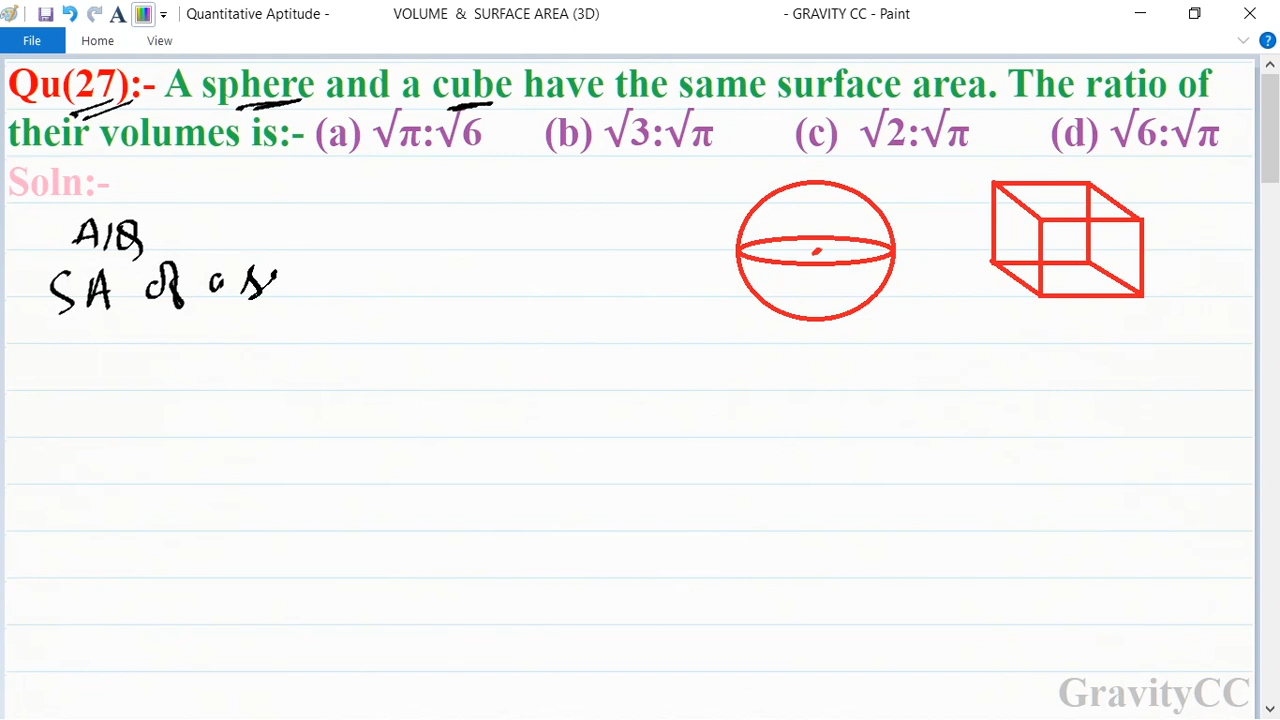 Quantitative Aptitude - VOLUME & SURFACE AREA (3D) - GRAVITY CC - Paint
File Home View
Qu(27):- A sphere and a cube have the same surface area. The ratio of
their volumes is:- (a) √π:√6 (b) √3:√π (c) √2:√π (d) √6:√π
Soln:-
A/Q
SA of a s
GravityCC